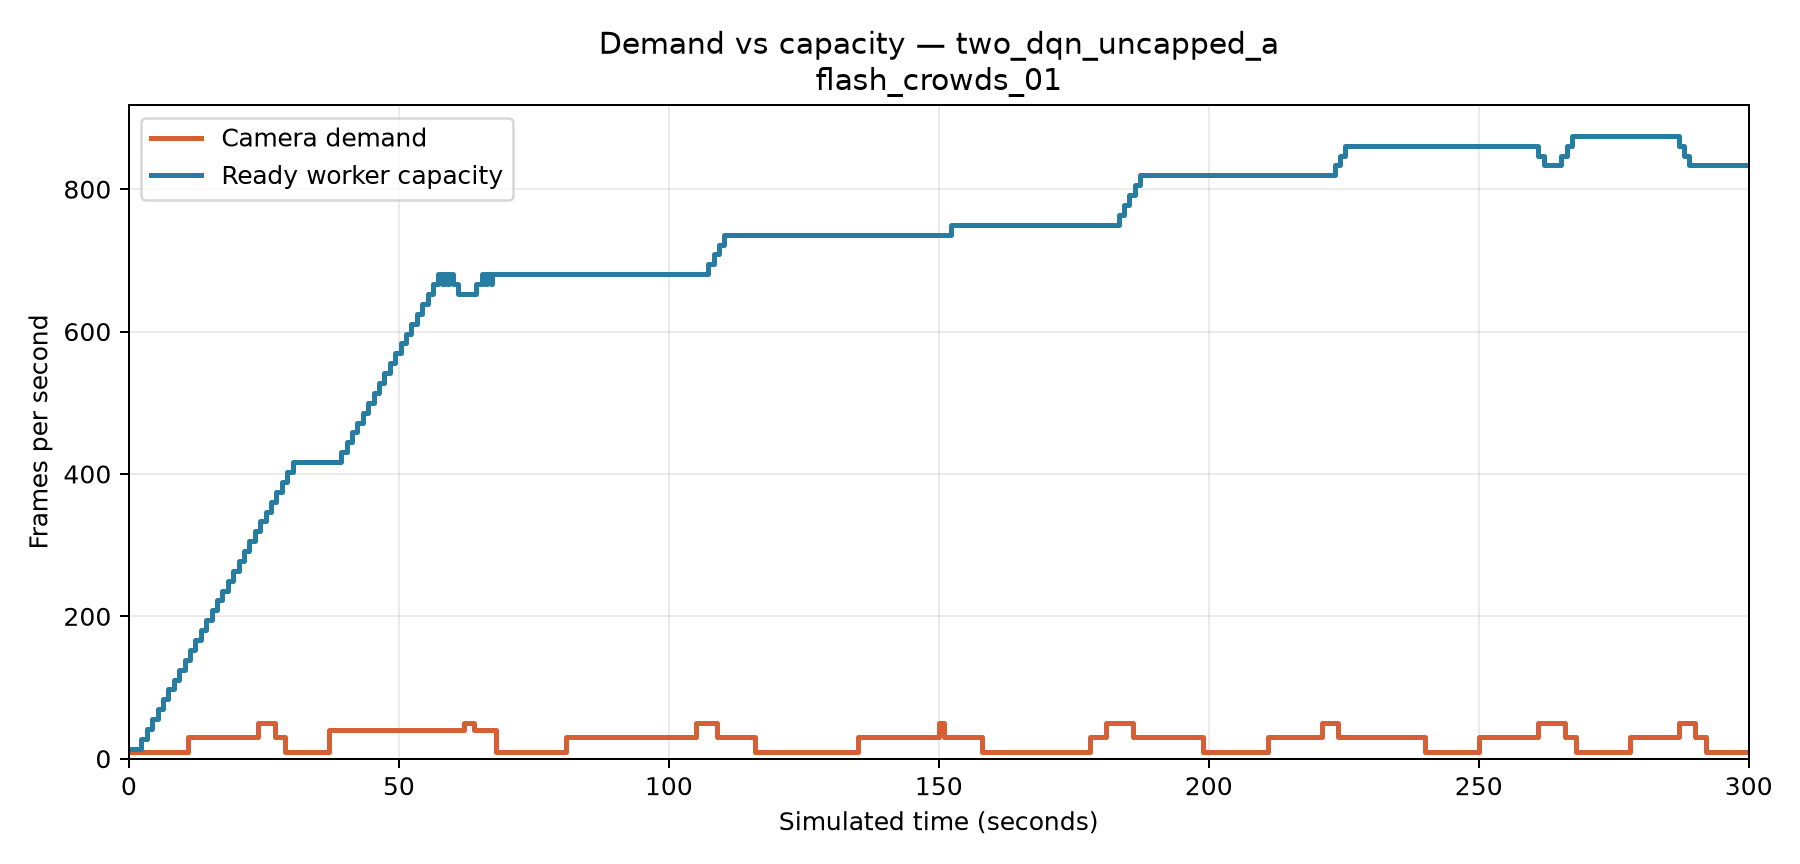 Demand vs capacity — two_dqn_uncapped_a
flash_crowds_01
Camera demand
Ready worker capacity
Frames per second
800
600
400
200
0
0 50 100 150 200 250 300
Simulated time (seconds)